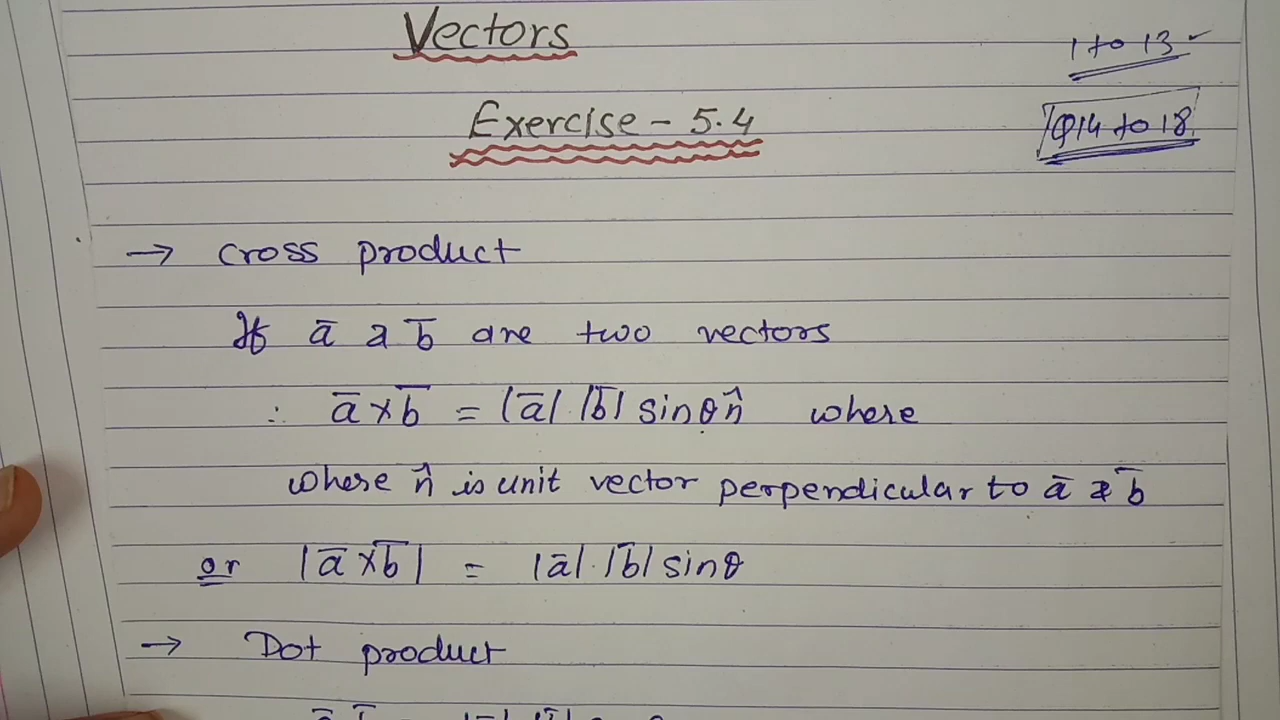 Vectors
1 to 13 ✓
Exercise - 5.4
Q14 to 18
→ Cross product
If a̅ & b̅ are two vectors
∴ a̅ × b̅ = |a̅|.|b̅| sinθ n̂ where
where n̂ is unit vector perpendicular to a̅ & b̅
or |a̅ × b̅| = |a̅|.|b̅| sinθ
→ Dot product